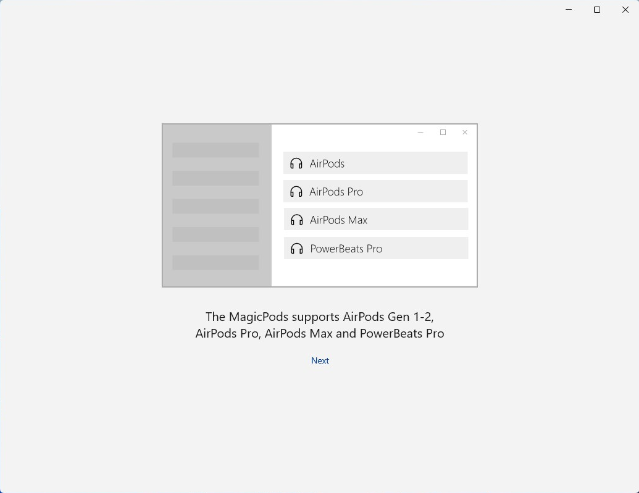 AirPods
AirPods Pro
AirPods Max
PowerBeats Pro
The MagicPods supports AirPods Gen 1-2,
AirPods Pro, AirPods Max and PowerBeats Pro
Next